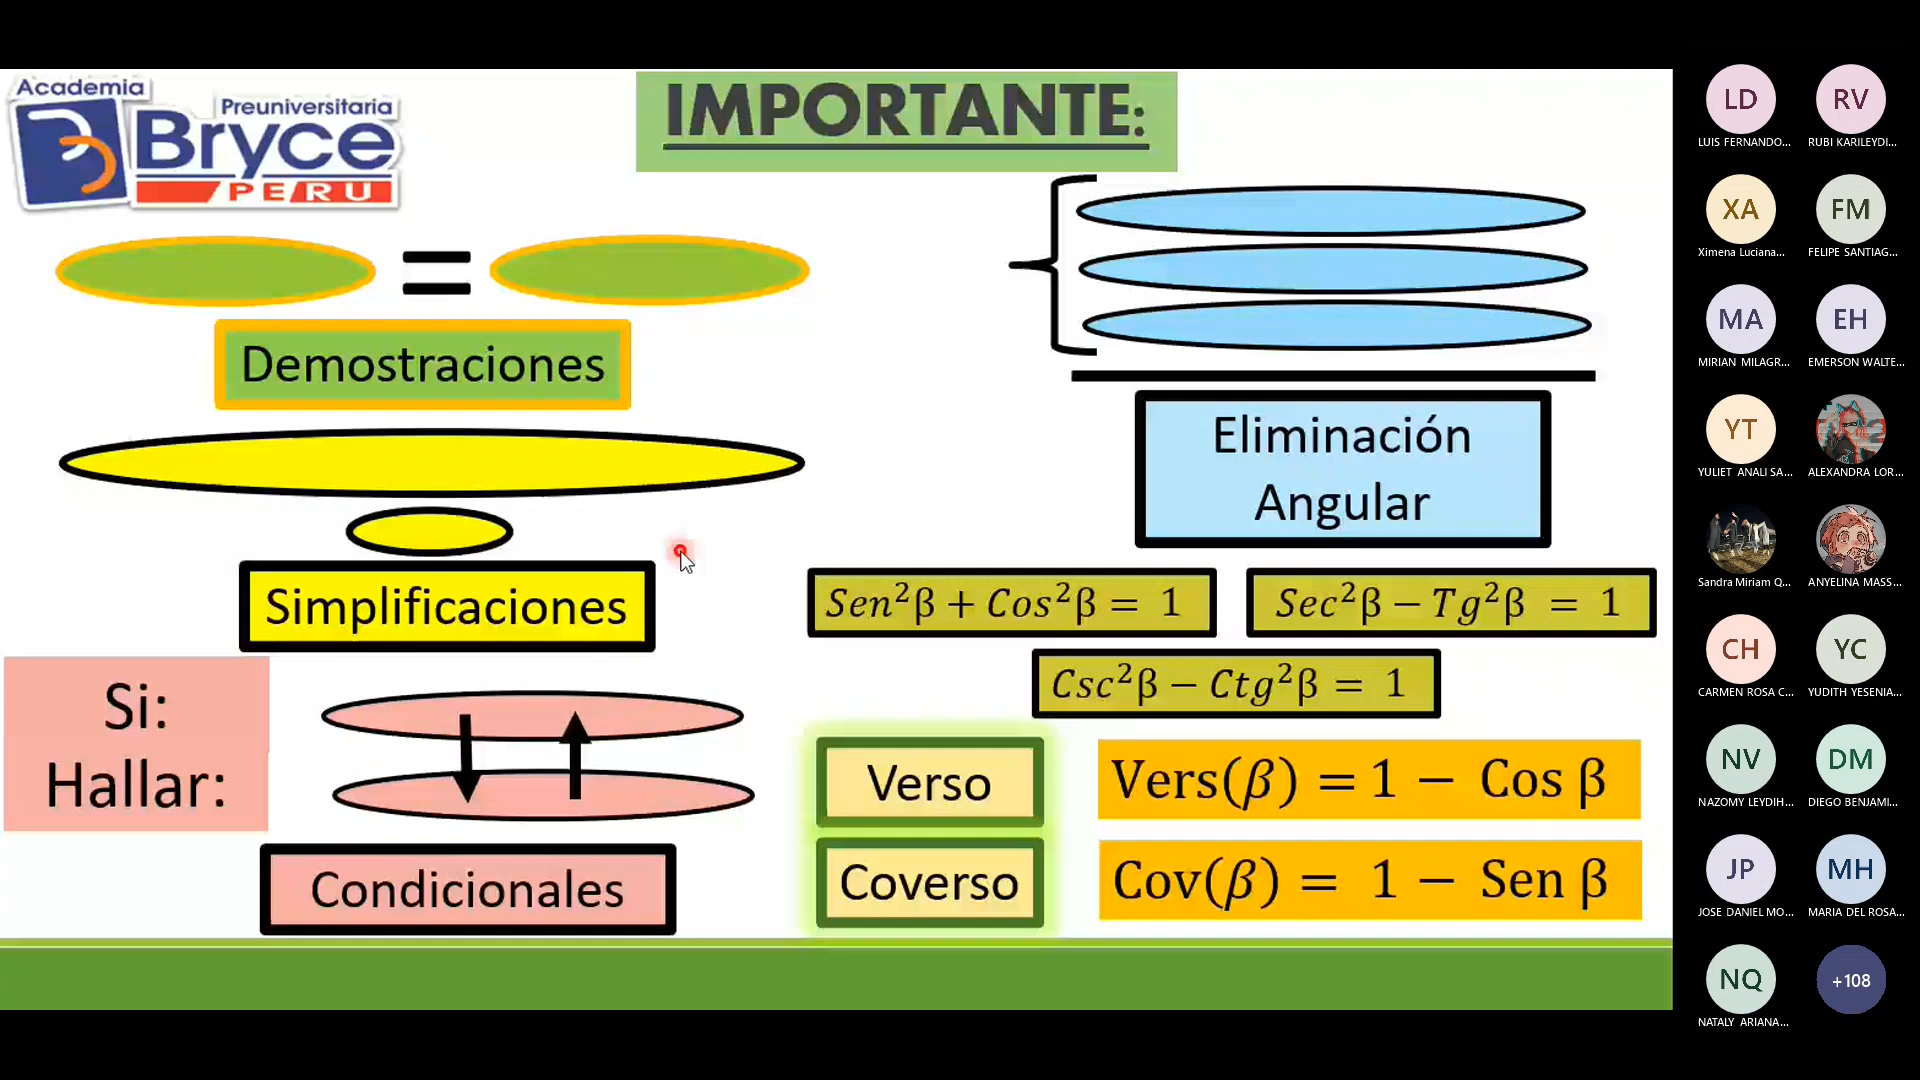 Academia
Preuniversitaria
Bryce
PERU
IMPORTANTE:
=
Demostraciones
Eliminación
Angular
Simplificaciones
Sen²β + Cos²β = 1
Sec²β − Tg²β = 1
Csc²β − Ctg²β = 1
Si:
Hallar:
Condicionales
Verso
Vers(β) = 1 − Cos β
Coverso
Cov(β) = 1 − Sen β
LD
RV
LUIS FERNANDO...
RUBI KARILEYDI...
XA
FM
Ximena Luciana...
FELIPE SANTIAG...
MA
EH
MIRIAN MILAGR...
EMERSON WALTE...
YT
YULIET ANALI SA...
ALEXANDRA LOR...
Sandra Miriam Q...
ANYELINA MASS...
CH
YC
CARMEN ROSA C...
YUDITH YESENIA...
NV
DM
NAZOMY LEYDIH...
DIEGO BENJAMI...
JP
MH
JOSE DANIEL MO...
MARIA DEL ROSA...
NQ
+108
NATALY ARIANA...